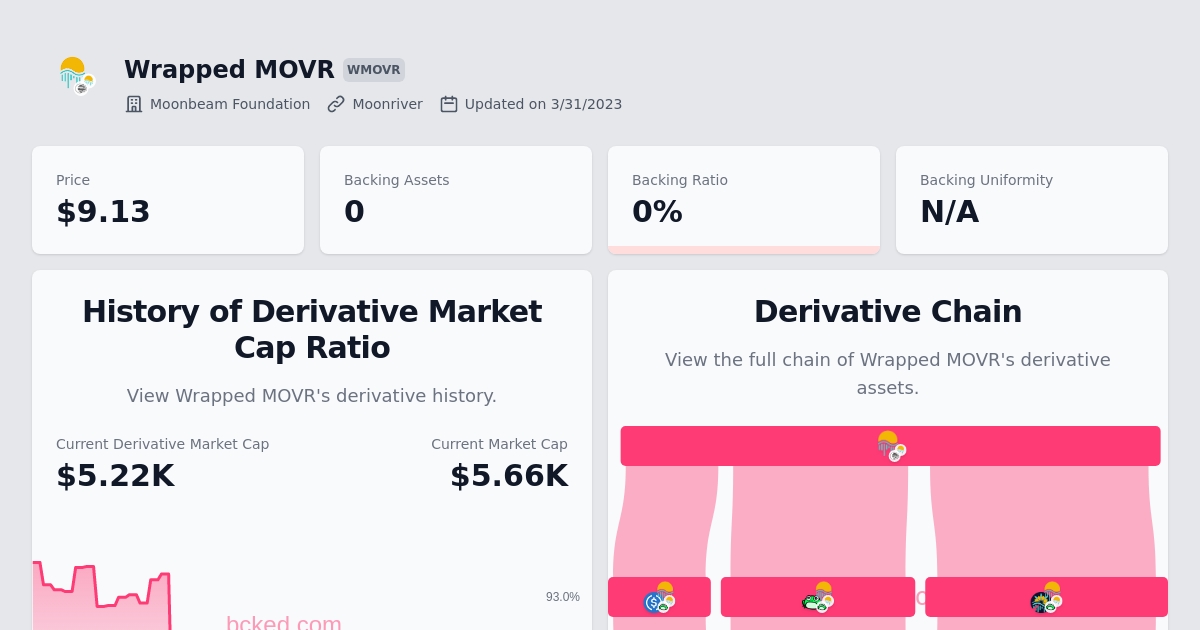 Wrapped MOVR WMOVR
Moonbeam Foundation Moonriver Updated on 3/31/2023
Price
$9.13
Backing Assets
0
Backing Ratio
0%
Backing Uniformity
N/A
History of Derivative Market
Cap Ratio
View Wrapped MOVR's derivative history.
Current Derivative Market Cap
$5.22K
Current Market Cap
$5.66K
93.0%
bcked.com
Derivative Chain
View the full chain of Wrapped MOVR's derivative
assets.